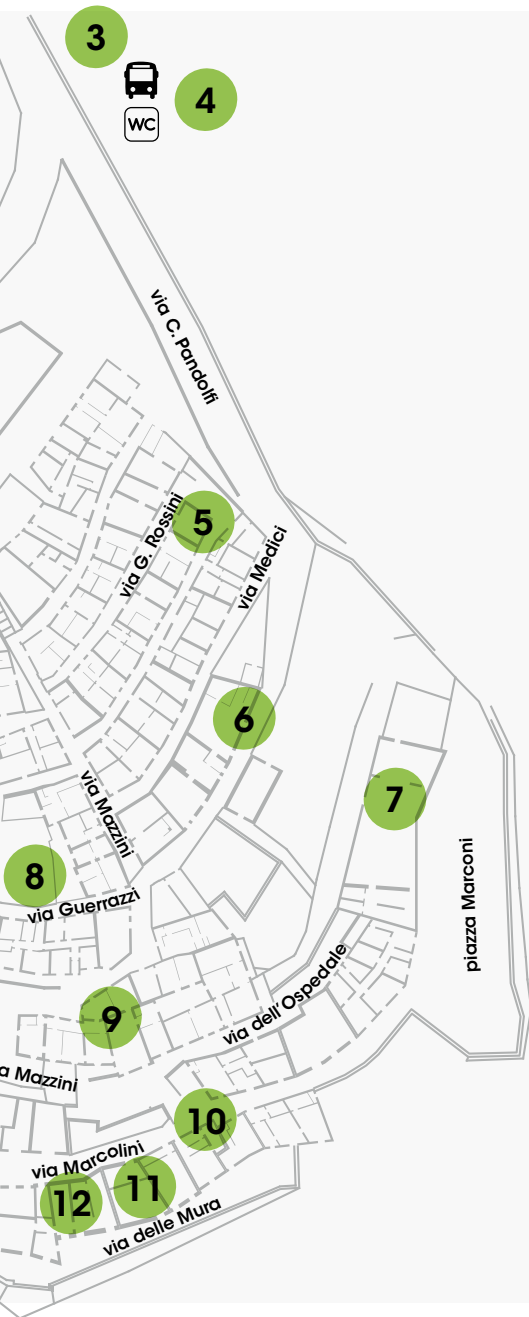 3
4
WC
via C. Pandolfi
via G. Rossini
5
via Medici
6
via Mazzini
7
8
via Guerrazzi
piazza Marconi
9
via dell'Ospedale
a Mazzini
10
via Marcolini
11
12
via delle Mura